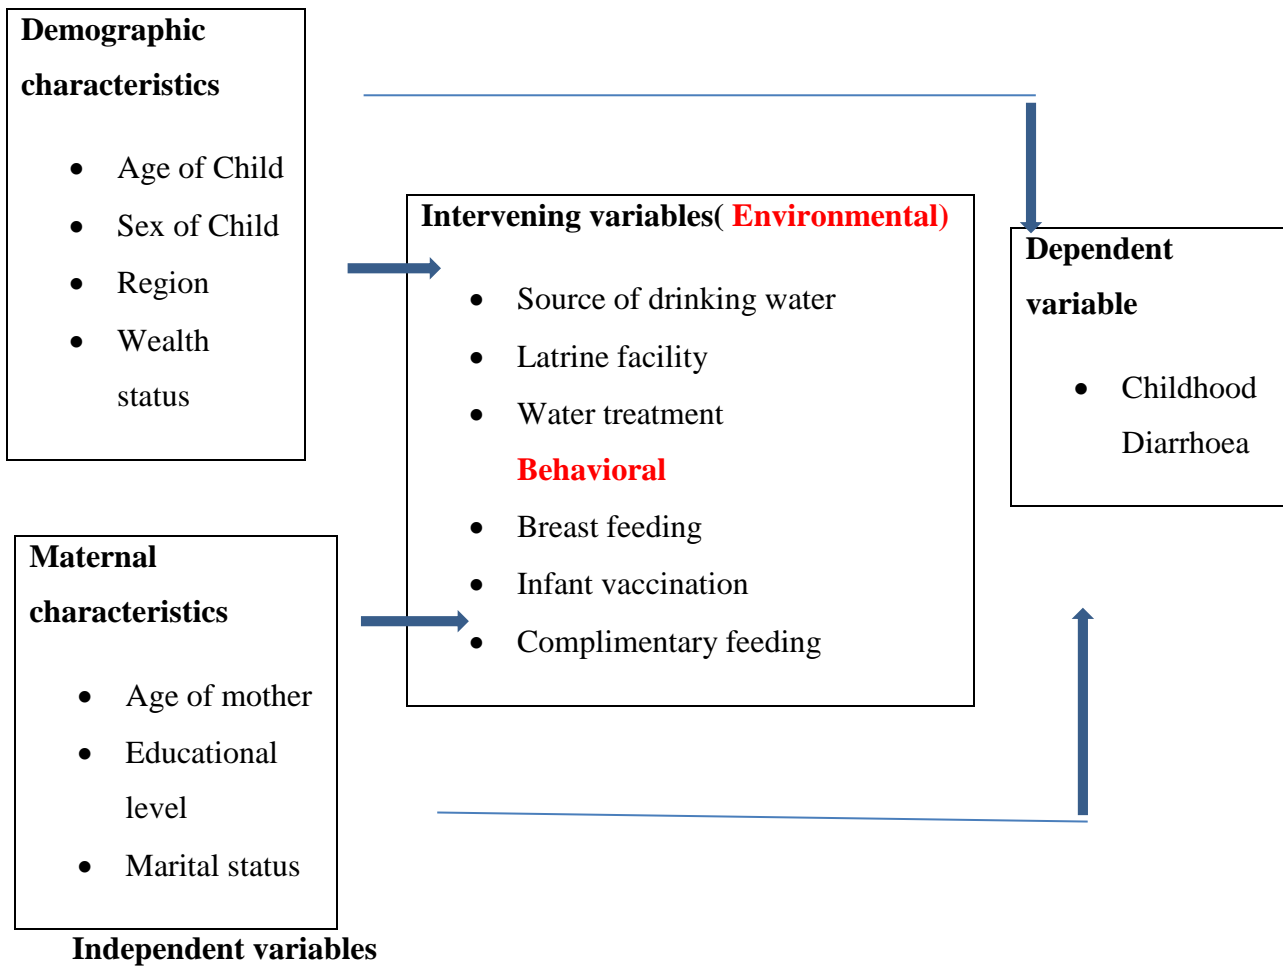 Demographic
characteristics
• Age of Child
• Sex of Child
• Region
• Wealth
status
Intervening variables( Environmental)
• Source of drinking water
• Latrine facility
• Water treatment
Behavioral
• Breast feeding
• Infant vaccination
• Complimentary feeding
Dependent
variable
• Childhood
Diarrhoea
Maternal
characteristics
• Age of mother
• Educational
level
• Marital status
Independent variables